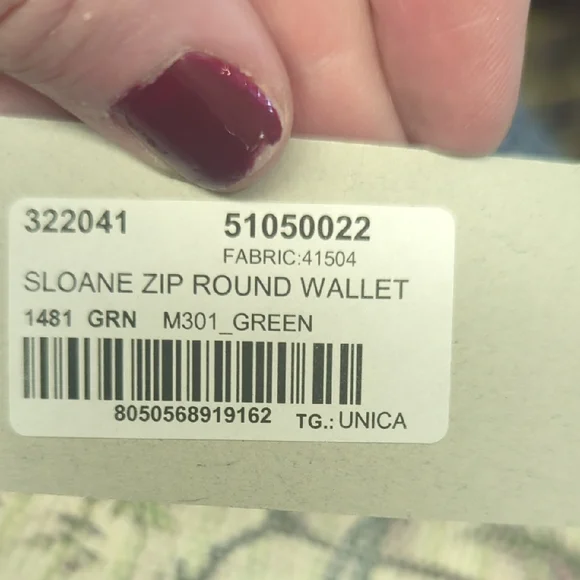 322041 51050022
FABRIC:41504
SLOANE ZIP ROUND WALLET
1481 GRN M301_GREEN
8050568919162 TG.: UNICA